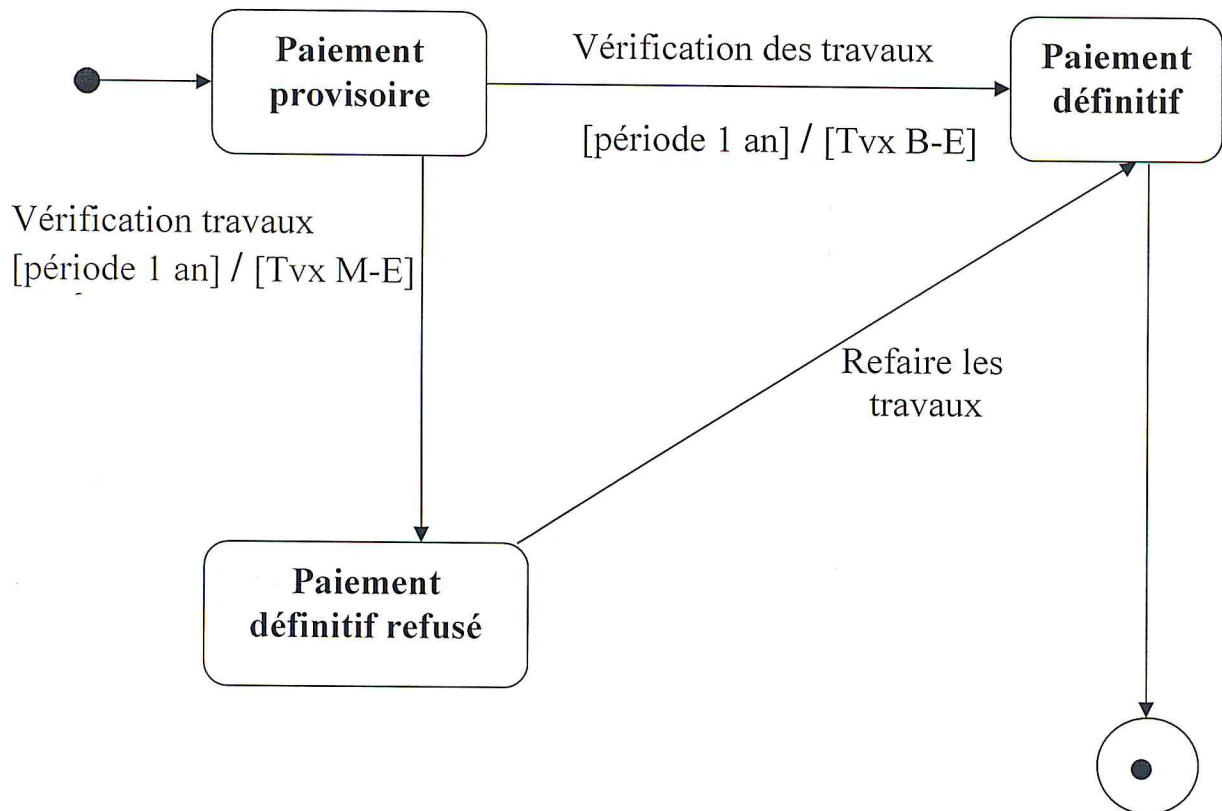 Paiement
provisoire
Vérification des travaux
[période 1 an] / [Tvx B-E]
Paiement
définitif
Vérification travaux
[période 1 an] / [Tvx M-E]
Refaire les
travaux
Paiement
définitif refusé